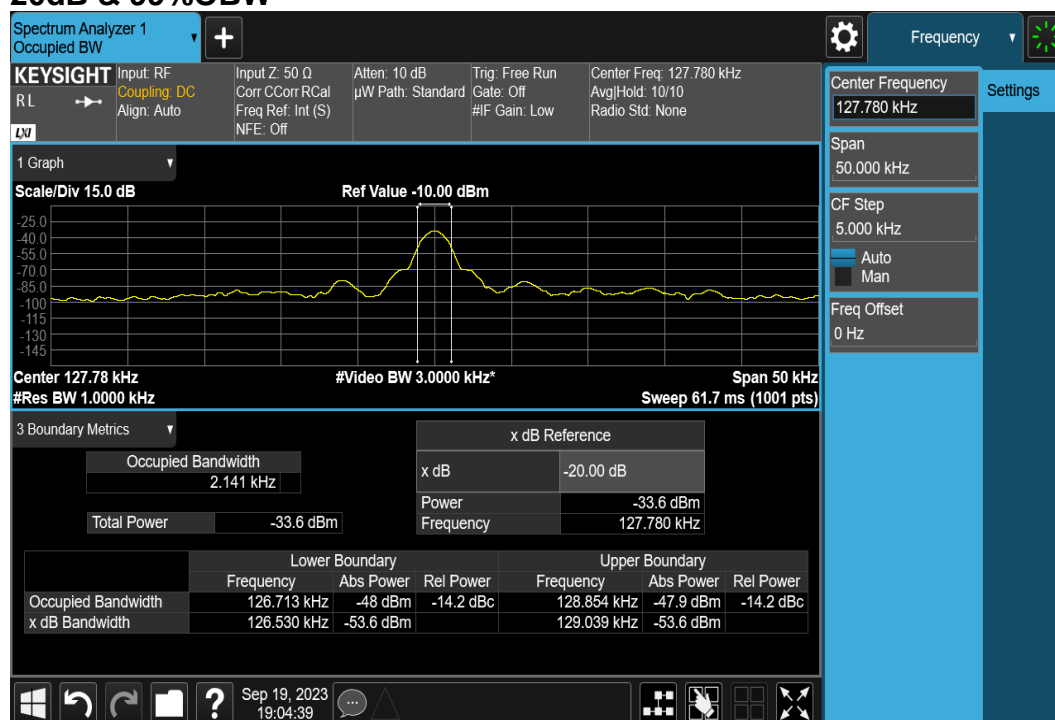 20dB & 99%OBW
Spectrum Analyzer 1
Occupied BW
Frequency
KEYSIGHT
RL
LXI
Input: RF
Coupling: DC
Align: Auto
Input Z: 50 Ω
Corr CCorr RCal
Freq Ref: Int (S)
NFE: Off
Atten: 10 dB
µW Path: Standard
Trig: Free Run
Gate: Off
#IF Gain: Low
Center Freq: 127.780 kHz
Avg|Hold: 10/10
Radio Std: None
Center Frequency
127.780 kHz
Settings
Span
50.000 kHz
CF Step
5.000 kHz
Auto
Man
Freq Offset
0 Hz
1 Graph
Scale/Div 15.0 dB Ref Value -10.00 dBm
-25.0
-40.0
-55.0
-70.0
-85.0
-100
-115
-130
-145
Center 127.78 kHz #Video BW 3.0000 kHz* Span 50 kHz
#Res BW 1.0000 kHz Sweep 61.7 ms (1001 pts)
3 Boundary Metrics
Occupied Bandwidth
2.141 kHz
Total Power -33.6 dBm
x dB Reference
x dB -20.00 dB
Power -33.6 dBm
Frequency 127.780 kHz
Lower Boundary Upper Boundary
Frequency Abs Power Rel Power Frequency Abs Power Rel Power
Occupied Bandwidth 126.713 kHz -48 dBm -14.2 dBc 128.854 kHz -47.9 dBm -14.2 dBc
x dB Bandwidth 126.530 kHz -53.6 dBm 129.039 kHz -53.6 dBm
?
Sep 19, 2023
19:04:39